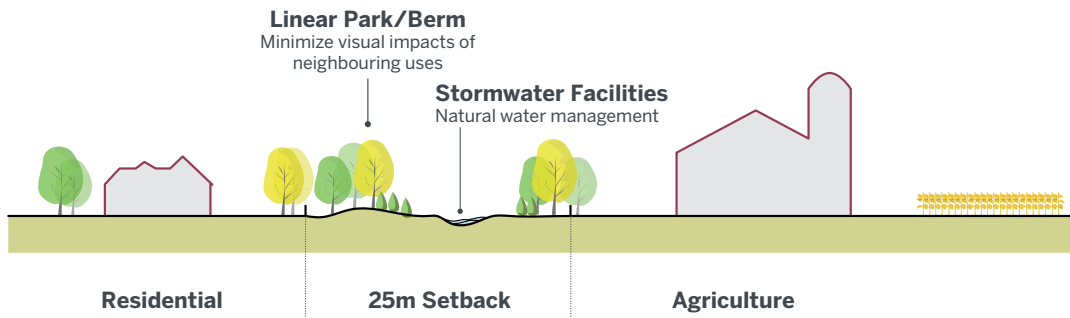 Linear Park/Berm
Minimize visual impacts of
neighbouring uses
Stormwater Facilities
Natural water management
Residential
25m Setback
Agriculture